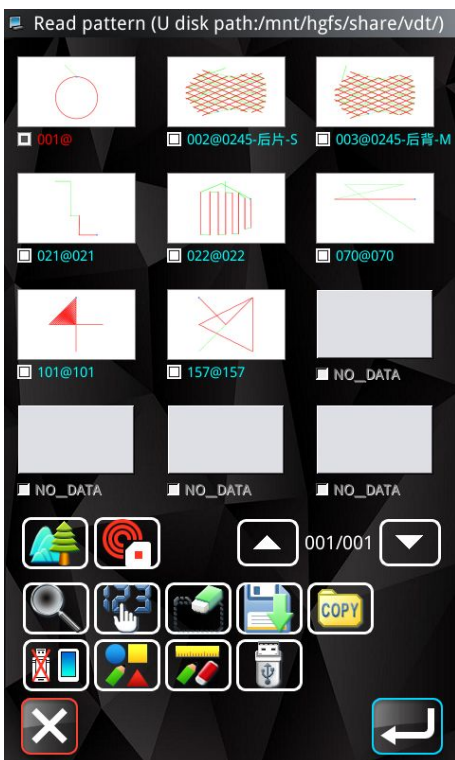 Read pattern (U disk path:/mnt/hgfs/share/vdt/)
001@
002@0245-后片-S
003@0245-后背-M
021@021
022@022
070@070
101@101
157@157
NO_DATA
NO_DATA
NO_DATA
NO_DATA
001/001
123
COPY